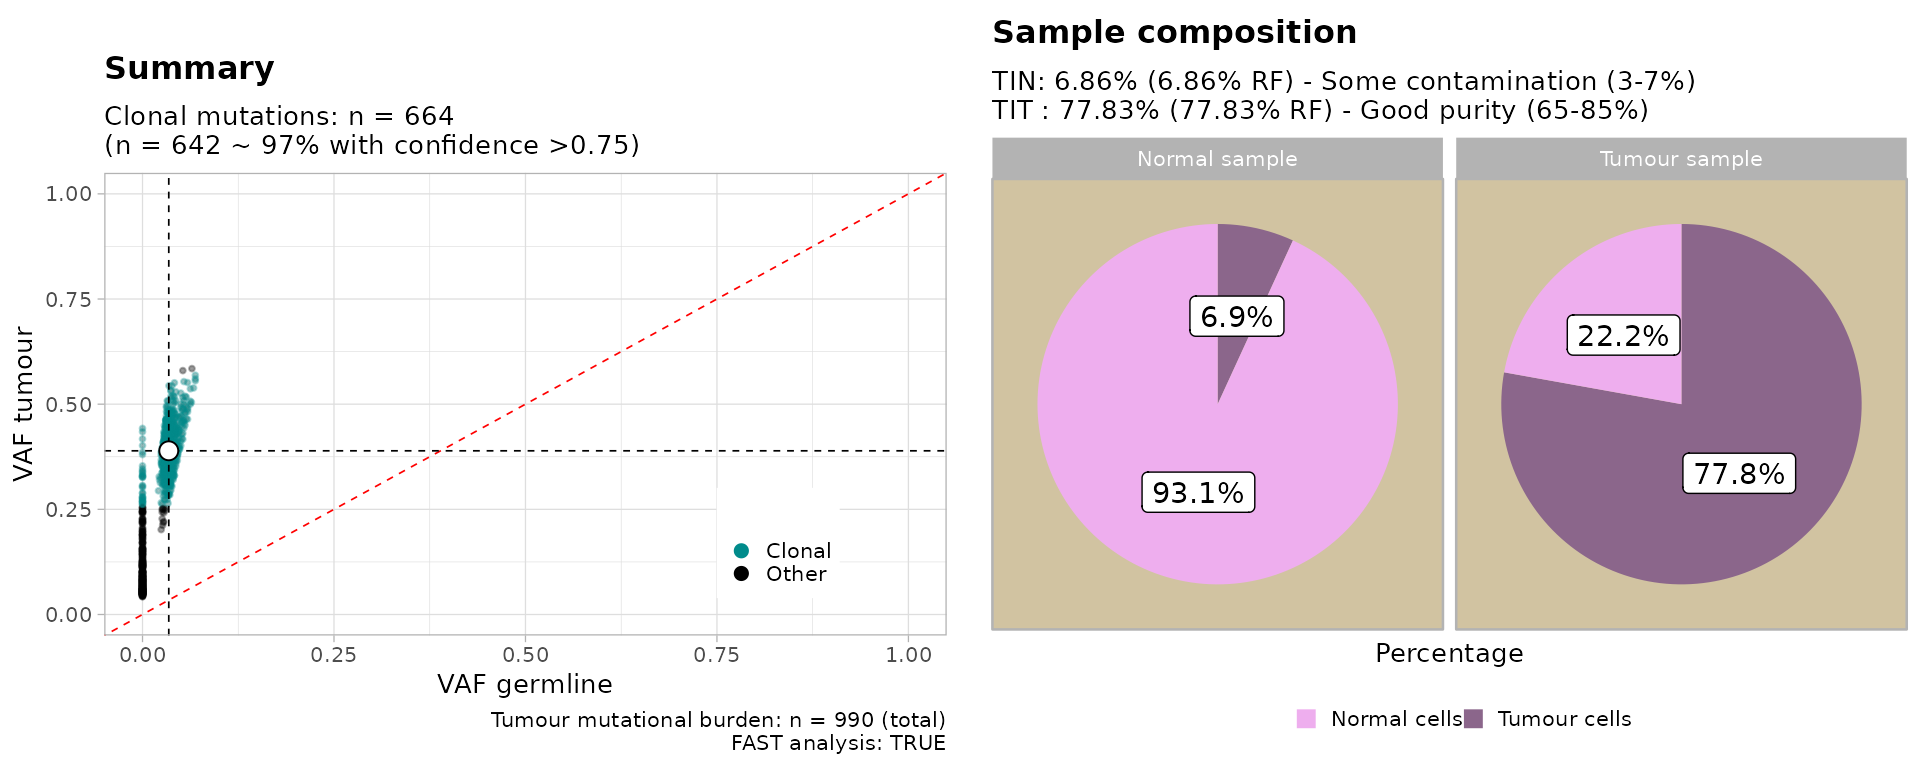 Summary
Clonal mutations: n = 664
(n = 642 ~ 97% with confidence >0.75)
VAF tumour
1.00
0.75
0.50
0.25
0.00
Clonal
Other
0.00 0.25 0.50 0.75 1.00
VAF germline
Tumour mutational burden: n = 990 (total)
FAST analysis: TRUE
Sample composition
TIN: 6.86% (6.86% RF) - Some contamination (3-7%)
TIT : 77.83% (77.83% RF) - Good purity (65-85%)
Normal sample
6.9%
93.1%
Tumour sample
22.2%
77.8%
Percentage
Normal cells Tumour cells